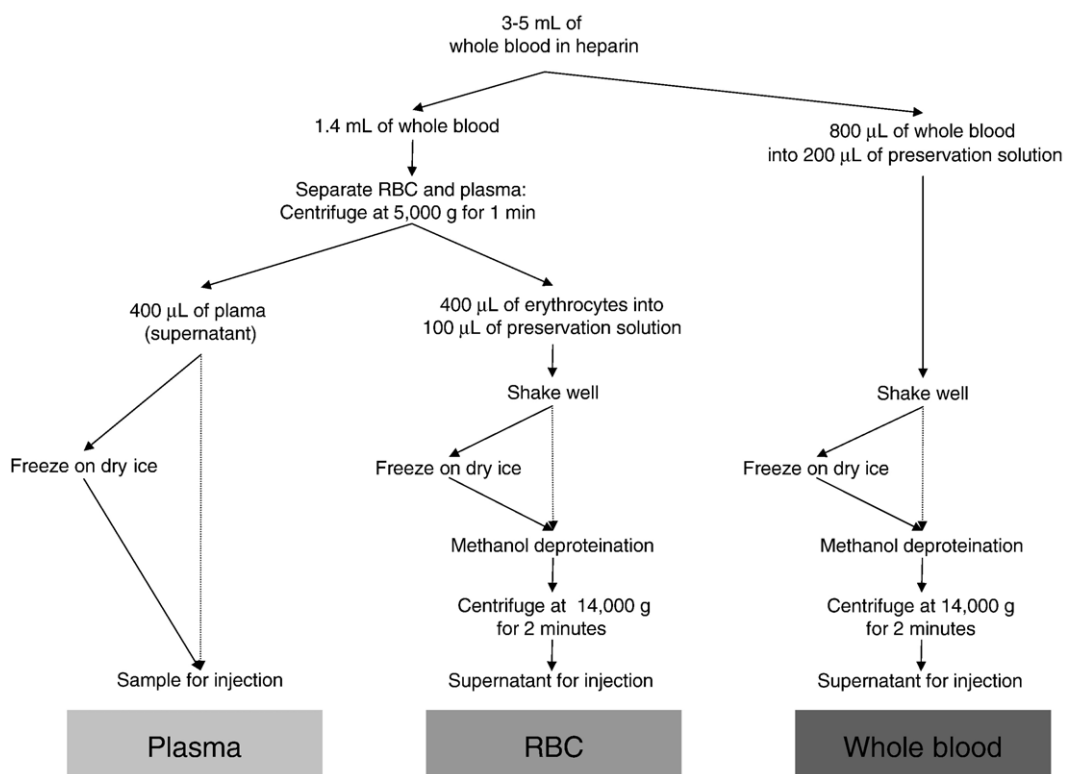 3-5 mL of
whole blood in heparin
1.4 mL of whole blood
800 μL of whole blood
into 200 μL of preservation solution
Separate RBC and plasma:
Centrifuge at 5,000 g for 1 min
400 μL of plama
(supernatant)
400 μL of erythrocytes into
100 μL of preservation solution
Shake well
Shake well
Freeze on dry ice
Freeze on dry ice
Freeze on dry ice
Methanol deproteination
Methanol deproteination
Centrifuge at 14,000 g
for 2 minutes
Centrifuge at 14,000 g
for 2 minutes
Sample for injection
Supernatant for injection
Supernatant for injection
Plasma
RBC
Whole blood